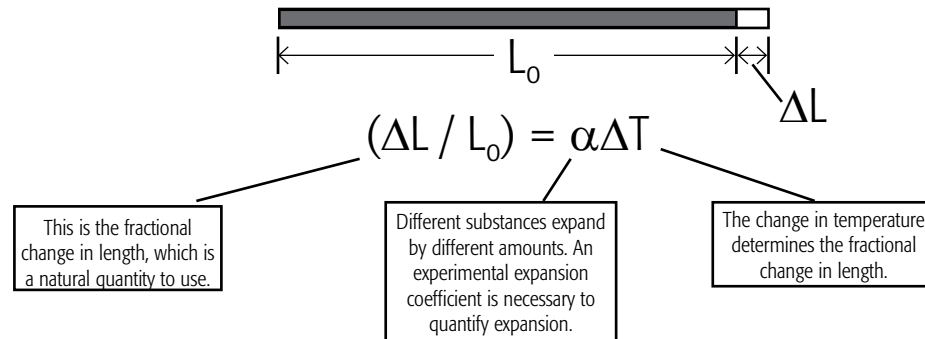 L₀
ΔL
(ΔL / L₀) = αΔT
This is the fractional
change in length, which is
a natural quantity to use.
Different substances expand
by different amounts. An
experimental expansion
coefficient is necessary to
quantify expansion.
The change in temperature
determines the fractional
change in length.